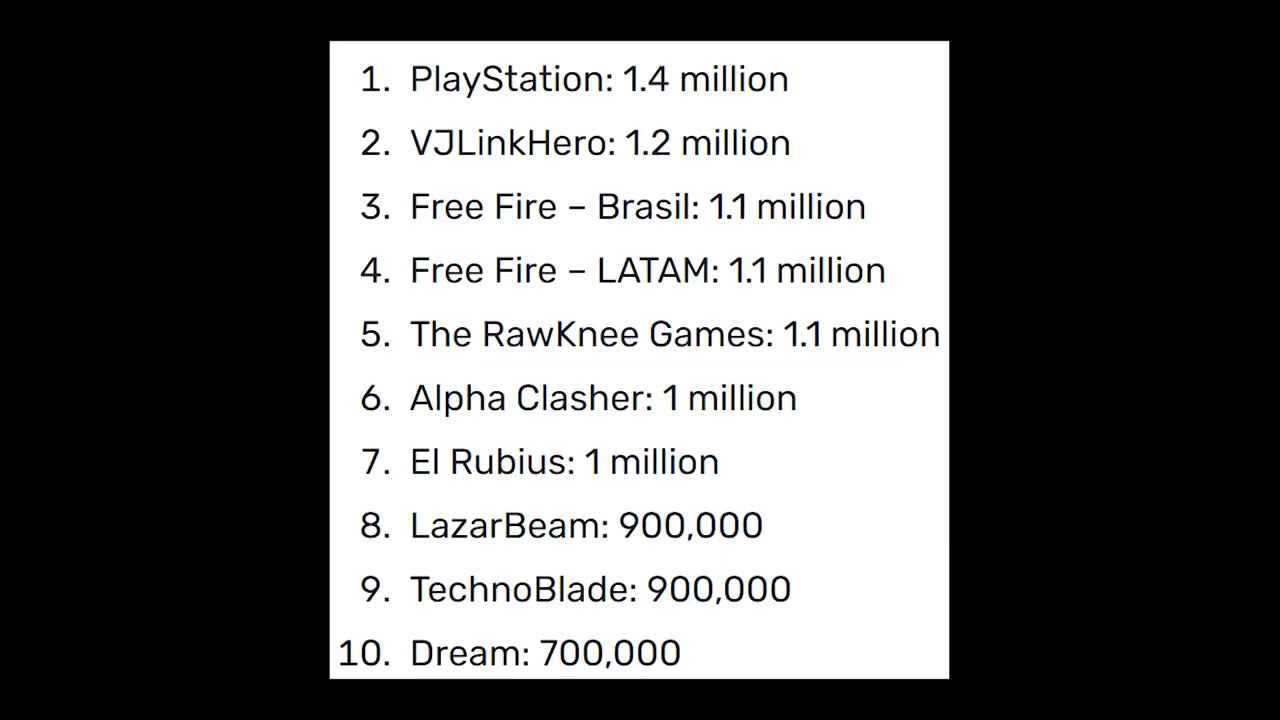 1. PlayStation: 1.4 million
2. VJLinkHero: 1.2 million
3. Free Fire – Brasil: 1.1 million
4. Free Fire – LATAM: 1.1 million
5. The RawKnee Games: 1.1 million
6. Alpha Clasher: 1 million
7. El Rubius: 1 million
8. LazarBeam: 900,000
9. TechnoBlade: 900,000
10. Dream: 700,000